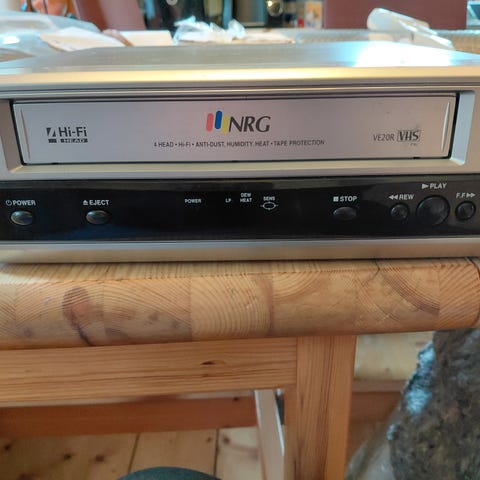 4 Hi-Fi
HEAD
NRG
4 HEAD • Hi-Fi • ANTI-DUST, HUMIDITY, HEAT • TAPE PROTECTION
VE20R VHS
POWER
EJECT
POWER
LP
DEW
HEAT
SENS
STOP
REW
PLAY
F.F